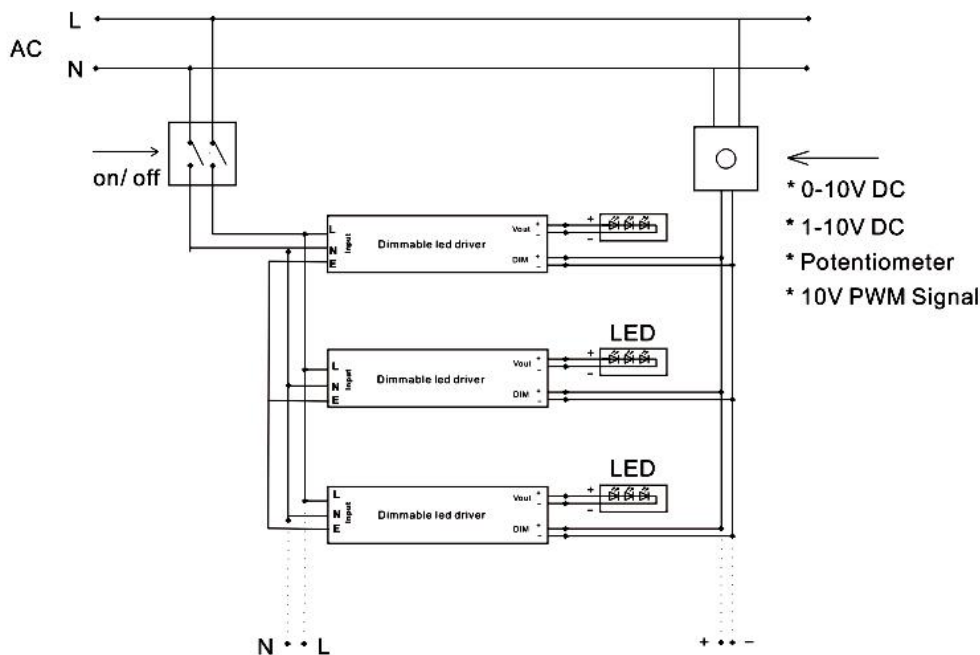 L
AC
N
on/ off
* 0-10V DC
* 1-10V DC
* Potentiometer
* 10V PWM Signal
L
N
E
Input
Dimmable led driver
Vout
+
-
DIM
+
-
+
-
LED
L
N
E
Input
Dimmable led driver
Vout
+
-
DIM
+
-
+
-
LED
L
N
E
Input
Dimmable led driver
Vout
+
-
DIM
+
-
+
-
N L
+ -